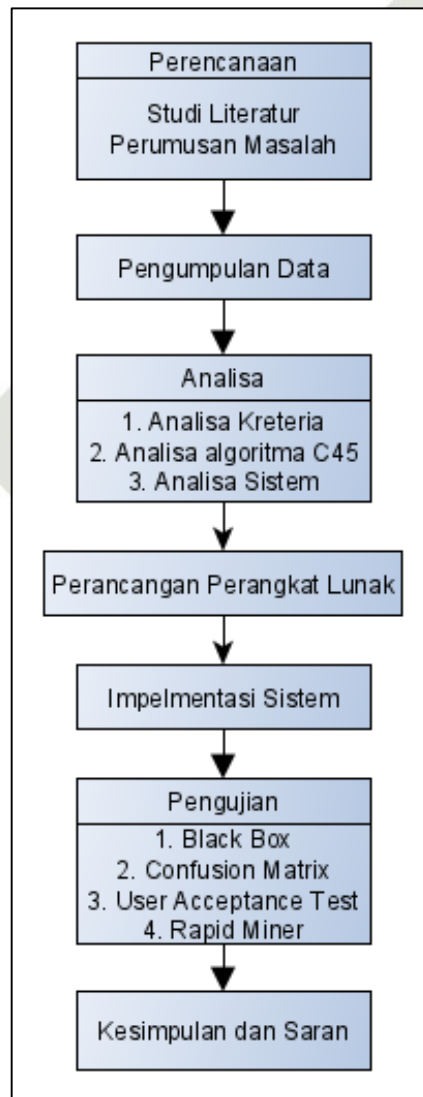 Perencanaan
Studi Literatur
Perumusan Masalah
Pengumpulan Data
Analisa
1. Analisa Kreteria
2. Analisa algoritma C45
3. Analisa Sistem
Perancangan Perangkat Lunak
Impelmentasi Sistem
Pengujian
1. Black Box
2. Confusion Matrix
3. User Acceptance Test
4. Rapid Miner
Kesimpulan dan Saran